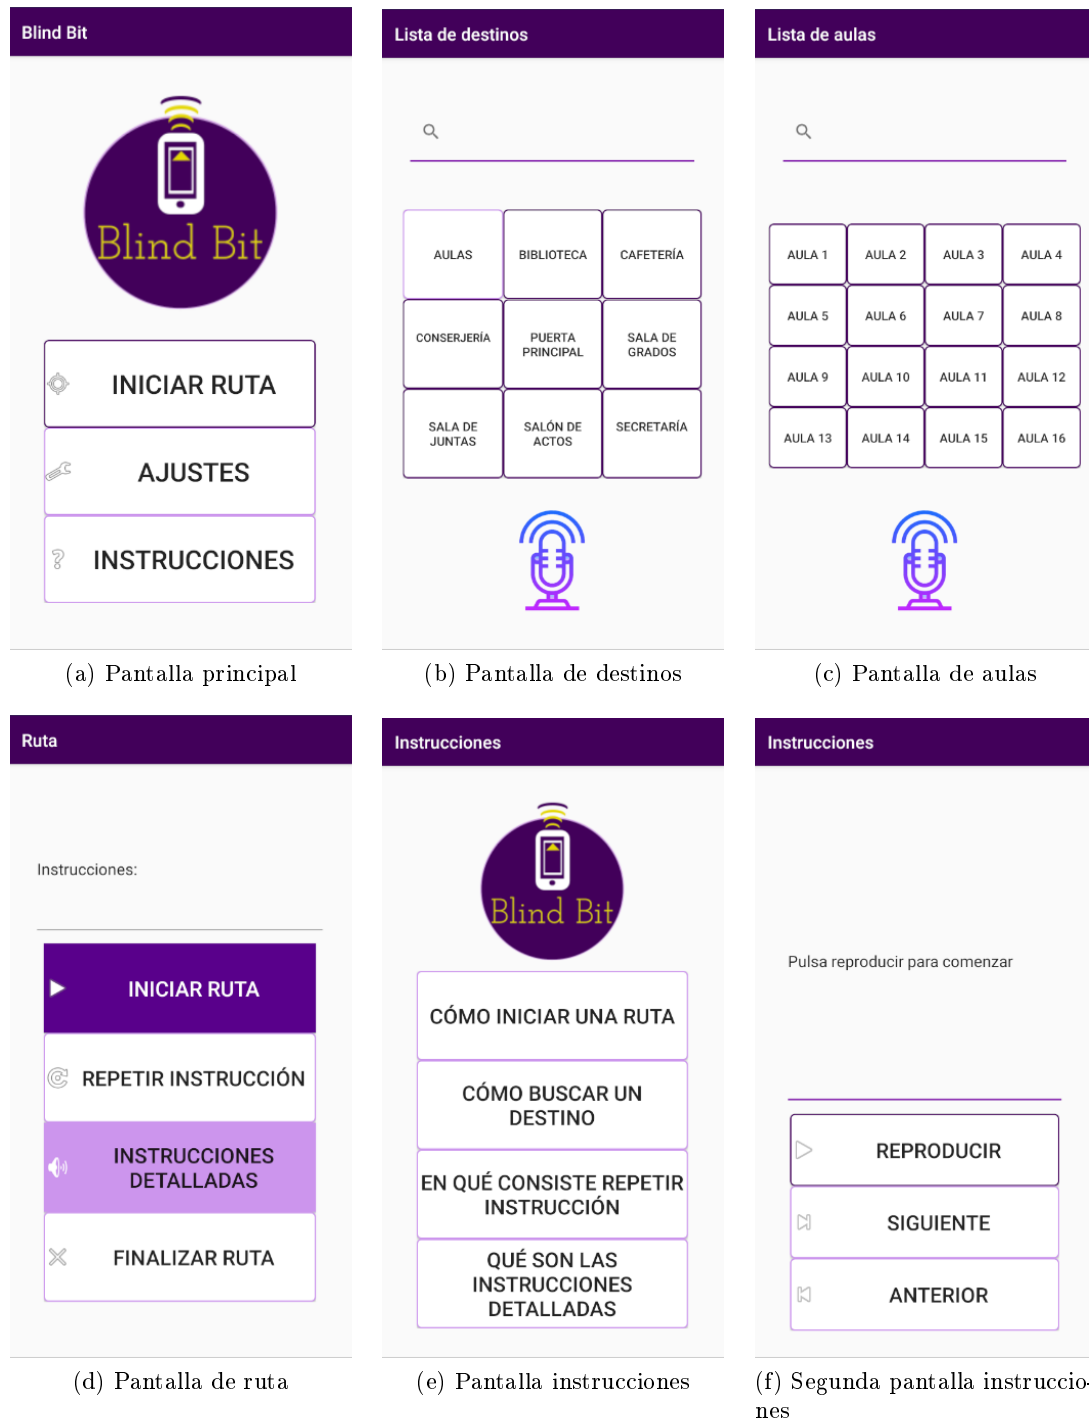 Blind Bit
Blind Bit
INICIAR RUTA
AJUSTES
INSTRUCCIONES
(a) Pantalla principal
Lista de destinos
AULAS
BIBLIOTECA
CAFETERÍA
CONSERJERÍA
PUERTA
PRINCIPAL
SALA DE
GRADOS
SALA DE
JUNTAS
SALÓN DE
ACTOS
SECRETARÍA
(b) Pantalla de destinos
Lista de aulas
AULA 1
AULA 2
AULA 3
AULA 4
AULA 5
AULA 6
AULA 7
AULA 8
AULA 9
AULA 10
AULA 11
AULA 12
AULA 13
AULA 14
AULA 15
AULA 16
(c) Pantalla de aulas
Ruta
Instrucciones:
INICIAR RUTA
REPETIR INSTRUCCIÓN
INSTRUCCIONES
DETALLADAS
FINALIZAR RUTA
(d) Pantalla de ruta
Instrucciones
Blind Bit
CÓMO INICIAR UNA RUTA
CÓMO BUSCAR UN
DESTINO
EN QUÉ CONSISTE REPETIR
INSTRUCCIÓN
QUÉ SON LAS
INSTRUCCIONES
DETALLADAS
(e) Pantalla instrucciones
Instrucciones
Pulsa reproducir para comenzar
REPRODUCIR
SIGUIENTE
ANTERIOR
(f) Segunda pantalla instruccio-
nes